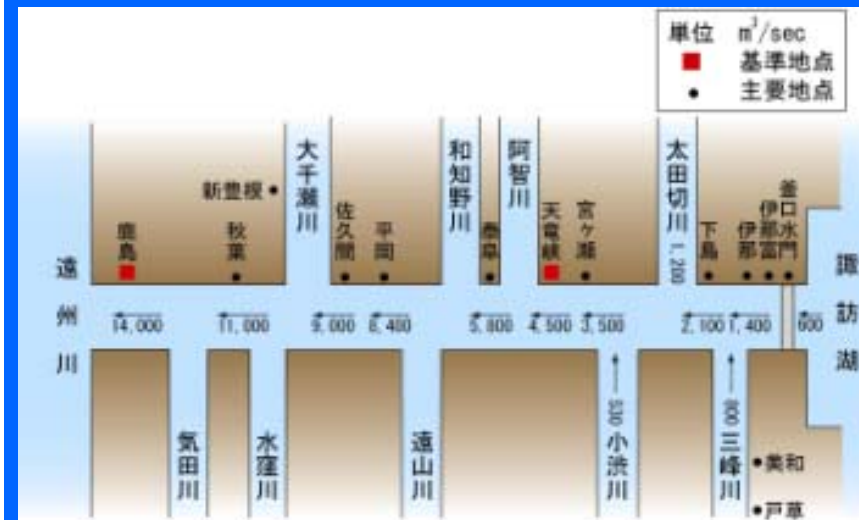 単位 m³/sec
基準地点
主要地点
大千瀬川
和知野川
阿智川
太田切川
1,200
新豊根
鹿島
秋葉
佐久間
平岡
泰阜
天竜峡
宮ヶ瀬
下島
伊那
伊那富
釜口水門
遠州川
諏訪湖
14,000
11,000
9,000
8,400
5,800
4,500
3,500
2,100
1,400
600
気田川
水窪川
遠山川
530
小渋川
800
三峰川
美和
戸草